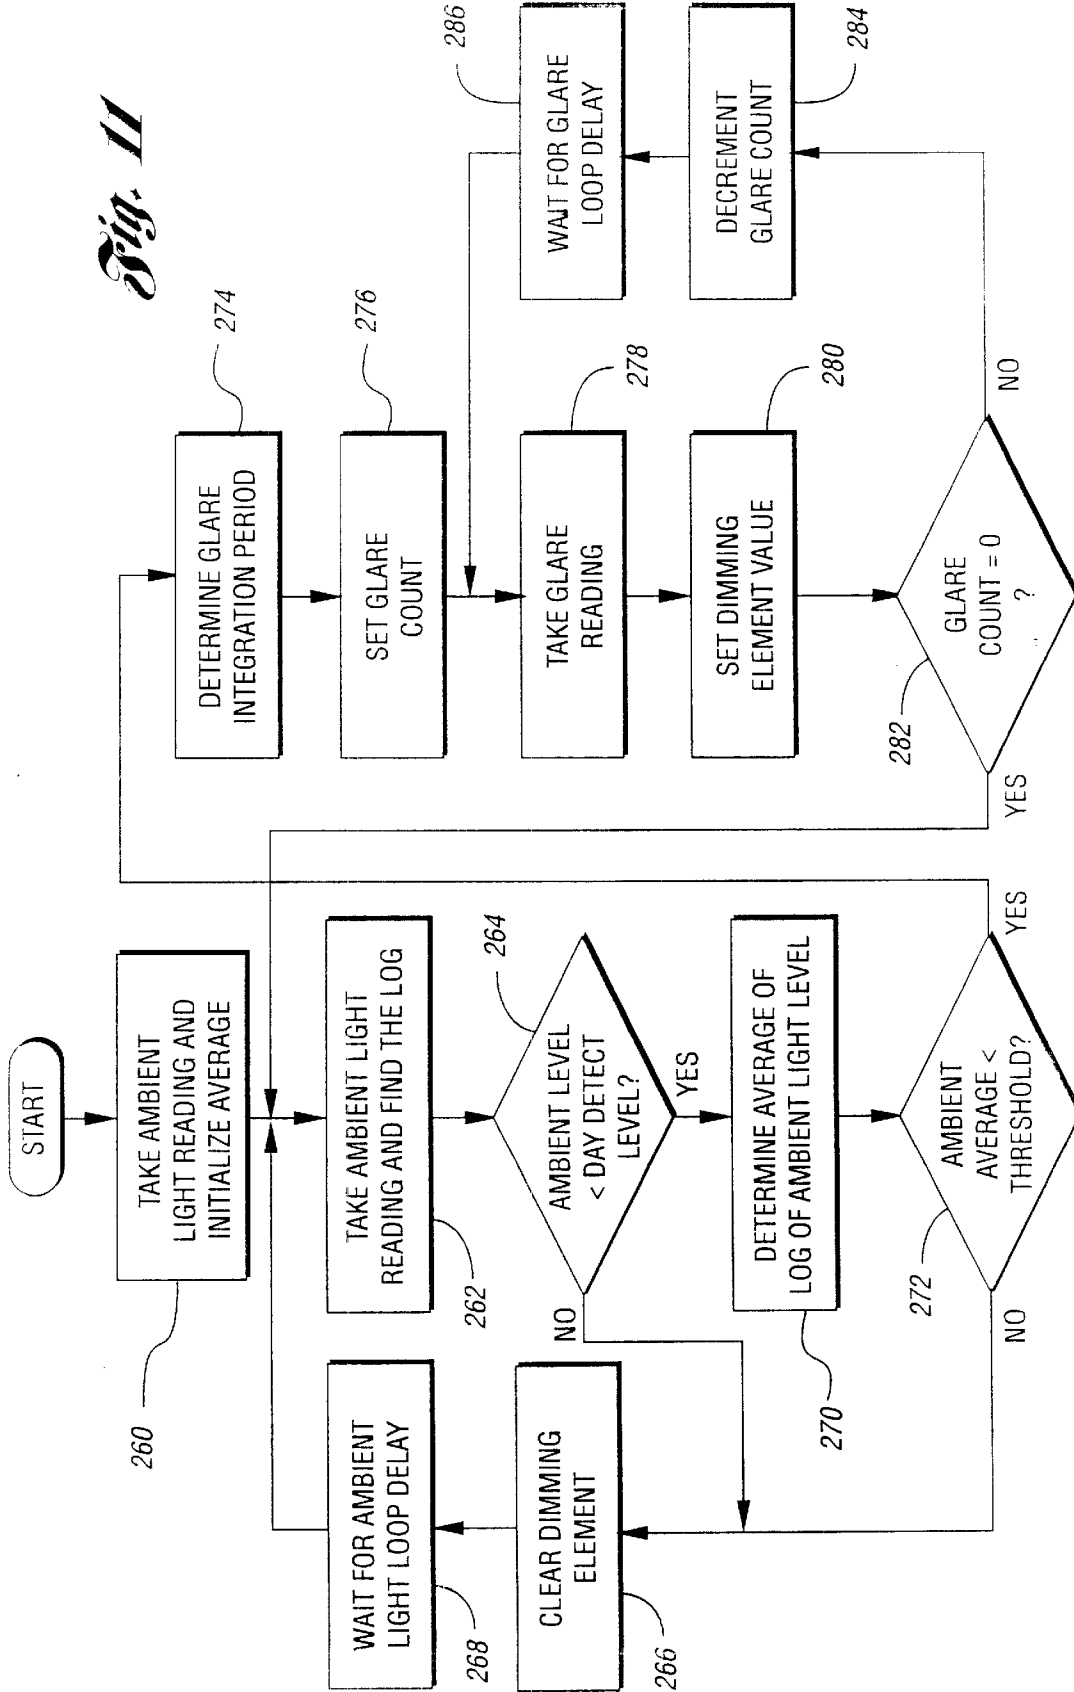 Fig. 11
START
TAKE AMBIENT
LIGHT READING AND
INITIALIZE AVERAGE
260
TAKE AMBIENT LIGHT
READING AND FIND THE LOG
262
AMBIENT LEVEL
< DAY DETECT
LEVEL?
264
NO
YES
WAIT FOR AMBIENT
LIGHT LOOP DELAY
268
CLEAR DIMMING
ELEMENT
266
DETERMINE AVERAGE OF
LOG OF AMBIENT LIGHT LEVEL
270
AMBIENT
AVERAGE <
THRESHOLD?
272
NO
YES
DETERMINE GLARE
INTEGRATION PERIOD
274
SET GLARE
COUNT
276
TAKE GLARE
READING
278
SET DIMMING
ELEMENT VALUE
280
GLARE
COUNT = 0
?
282
YES
NO
DECREMENT
GLARE COUNT
284
WAIT FOR GLARE
LOOP DELAY
286